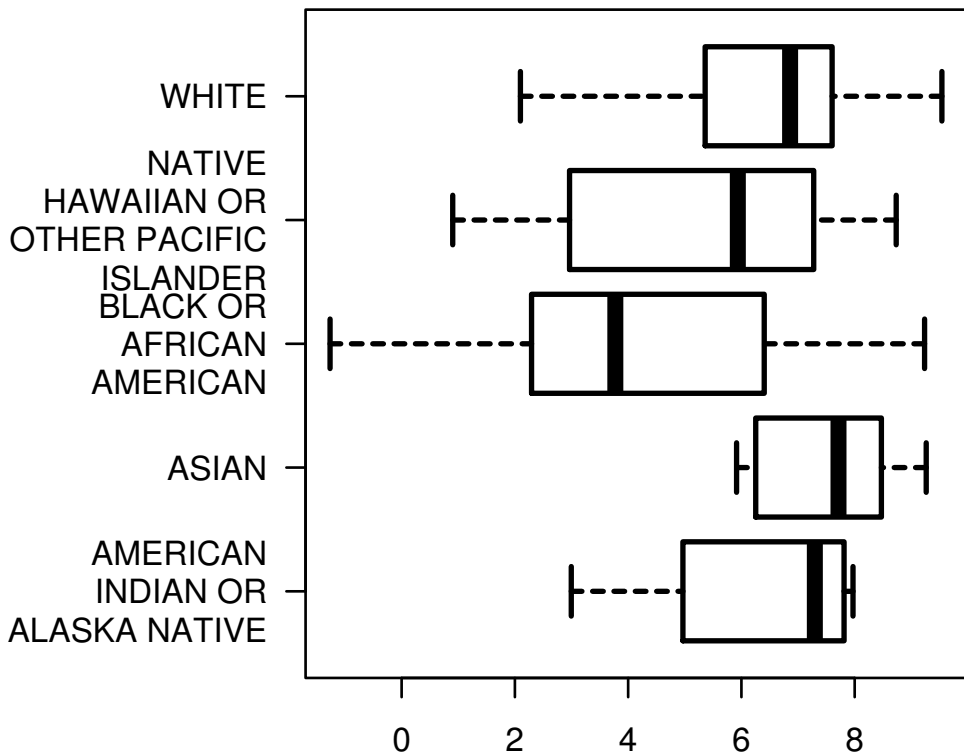 WHITE
NATIVE
HAWAIIAN OR
OTHER PACIFIC
ISLANDER
BLACK OR
AFRICAN
AMERICAN
ASIAN
AMERICAN
INDIAN OR
ALASKA NATIVE
0 2 4 6 8